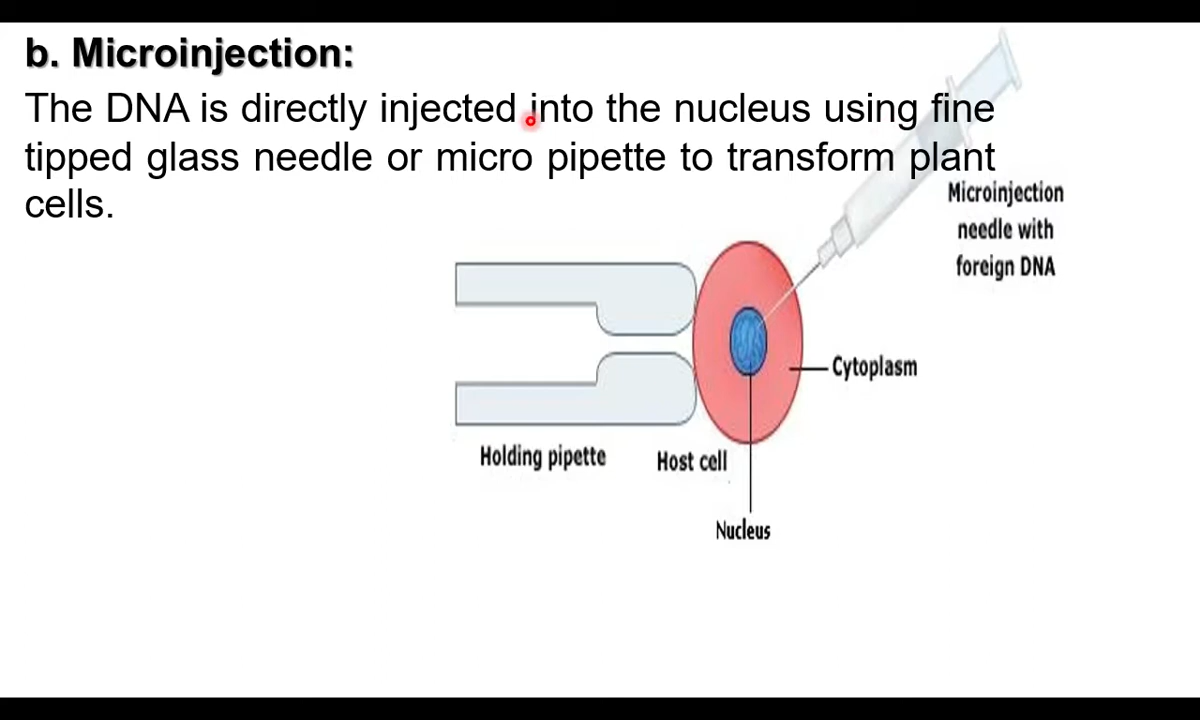 b. Microinjection:
The DNA is directly injected into the nucleus using fine
tipped glass needle or micro pipette to transform plant
cells.
Microinjection
needle with
foreign DNA
Cytoplasm
Holding pipette
Host cell
Nucleus